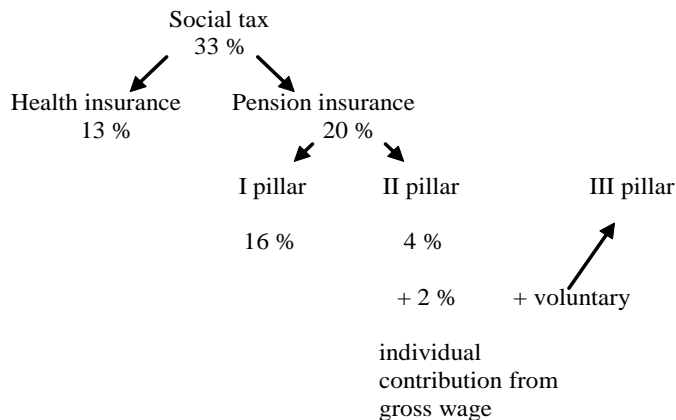 Social tax
33 %
Health insurance
13 %
Pension insurance
20 %
I pillar
II pillar
III pillar
16 %
4 %
+ 2 %
+ voluntary
individual
contribution from
gross wage